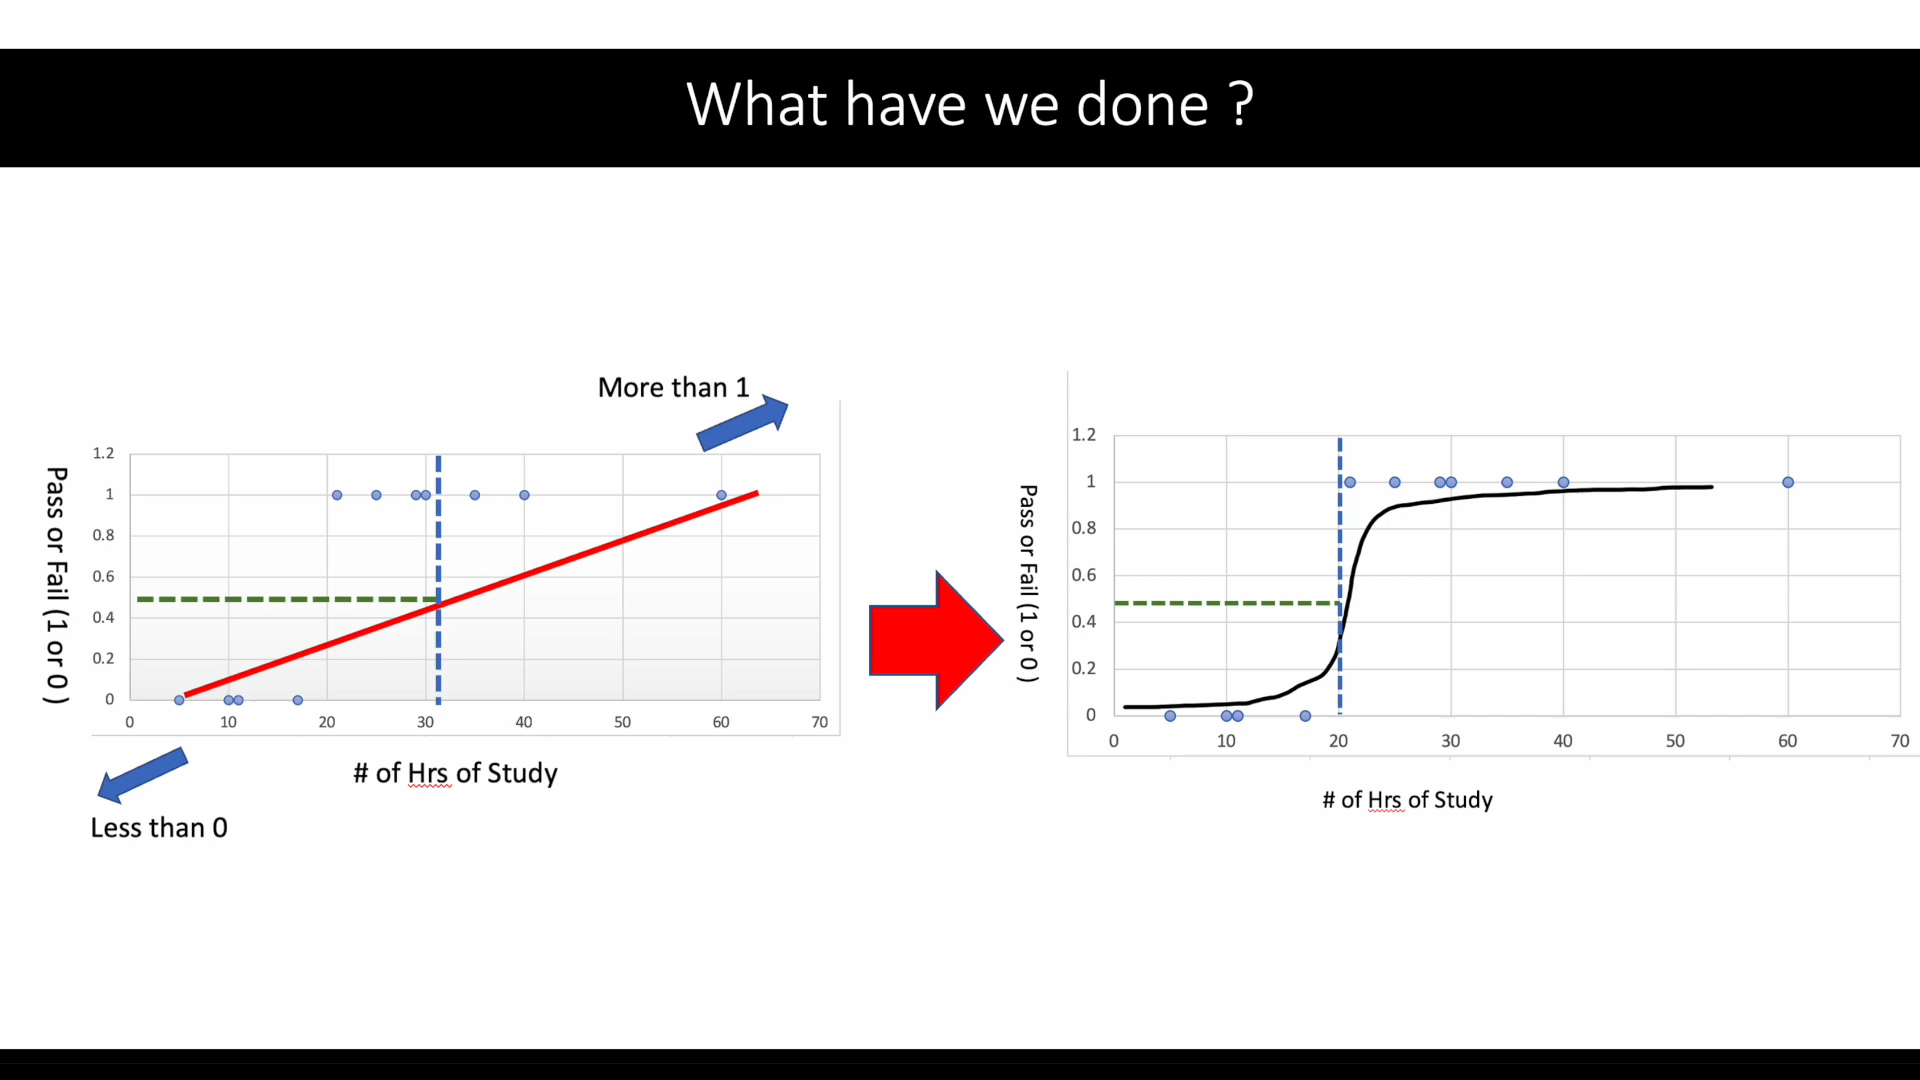 What have we done ?
More than 1
Pass or Fail (1 or 0 )
1.2
1
0.8
0.6
0.4
0.2
0
0 10 20 30 40 50 60 70
# of Hrs of Study
Less than 0
Pass or Fail (1 or 0 )
1.2
1
0.8
0.6
0.4
0.2
0
0 10 20 30 40 50 60 70
# of Hrs of Study